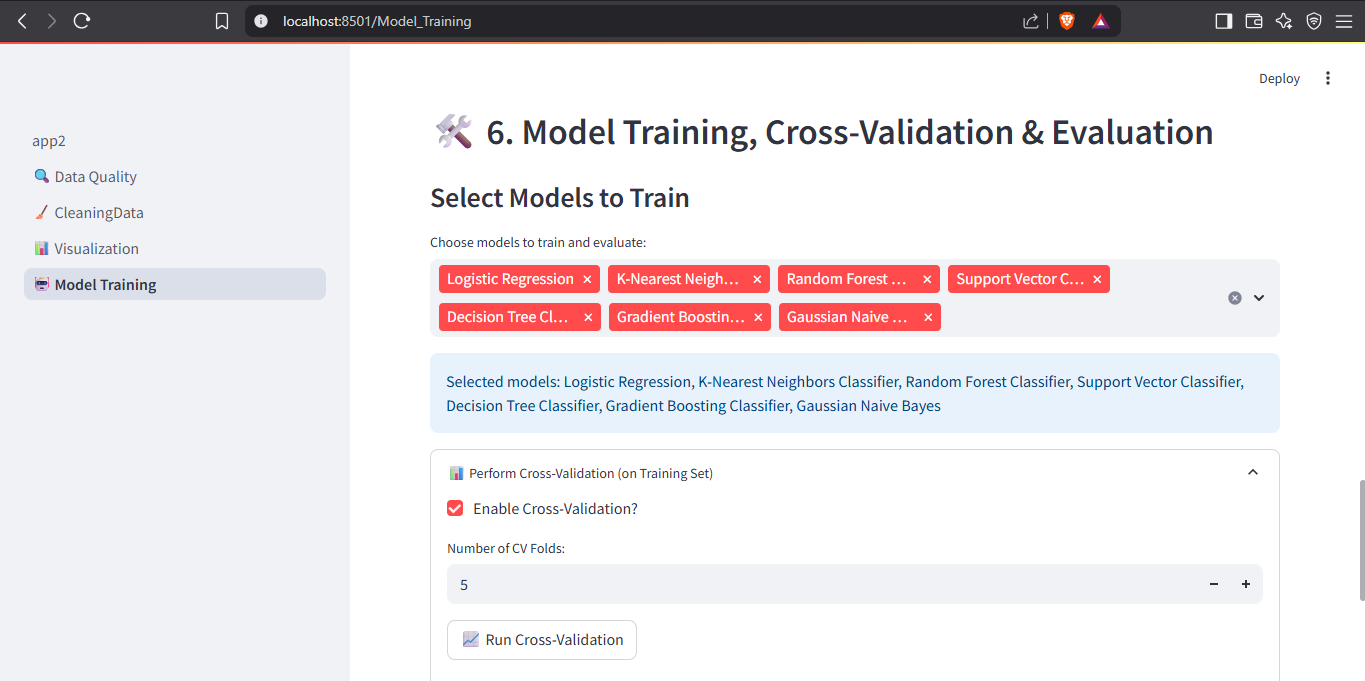 localhost:8501/Model_Training
Deploy
app2
Data Quality
CleaningData
Visualization
Model Training
6. Model Training, Cross-Validation & Evaluation
Select Models to Train
Choose models to train and evaluate:
Logistic Regression × K-Nearest Neigh... × Random Forest ... × Support Vector C... ×
Decision Tree Cl... × Gradient Boostin... × Gaussian Naive ... ×
Selected models: Logistic Regression, K-Nearest Neighbors Classifier, Random Forest Classifier, Support Vector Classifier,
Decision Tree Classifier, Gradient Boosting Classifier, Gaussian Naive Bayes
Perform Cross-Validation (on Training Set)
Enable Cross-Validation?
Number of CV Folds:
5
Run Cross-Validation